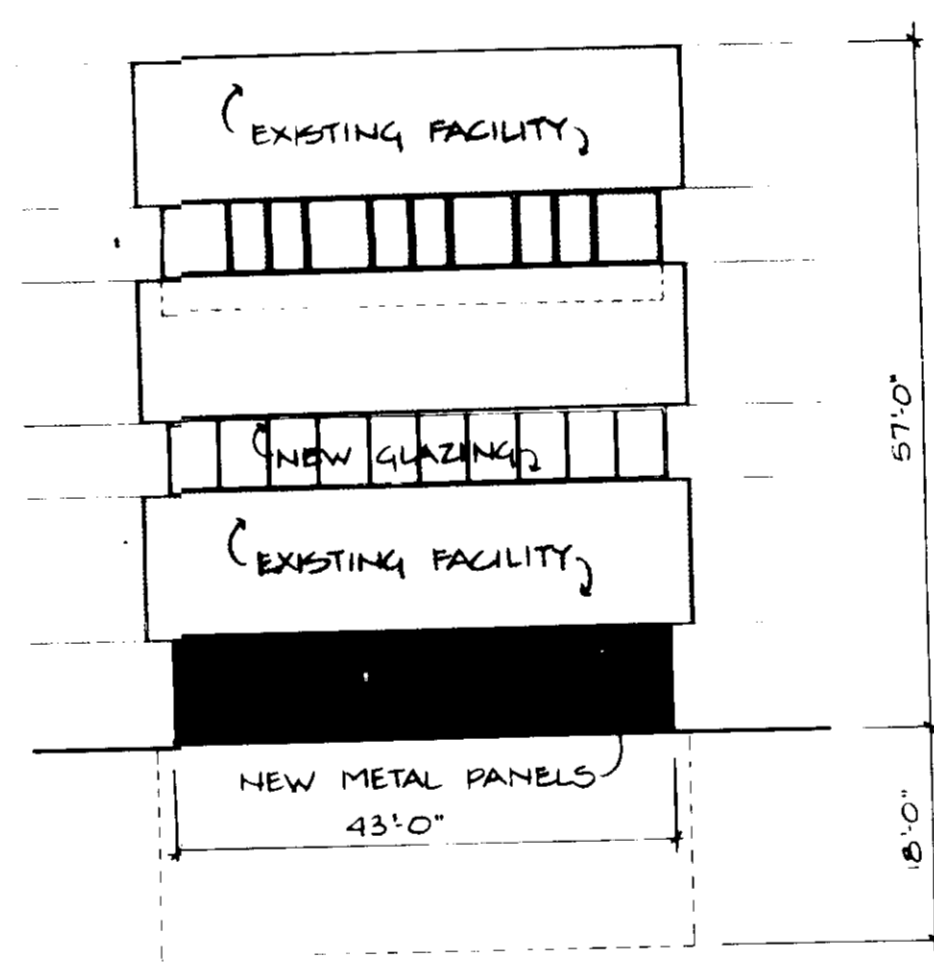 EXISTING FACILITY
57'-0"
NEW GLAZING
EXISTING FACILITY
NEW METAL PANELS
43'-0"
18'-0"